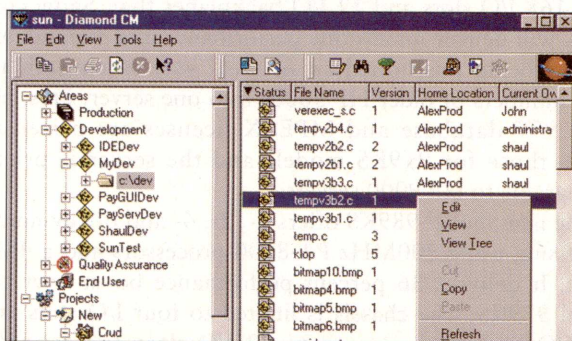 sun - Diamond CM
File Edit View Tools Help
Areas
Production
Development
IDEDev
MyDev
c:\dev
PayGUIDev
PayServDev
ShaulDev
SunTest
Quality Assurance
End User
Projects
New
Crud
Status File Name Version Home Location Current Ow
verexec_s.c 1 AlexProd John
tempv2b4.c 1 AlexProd administra
tempv2b2.c 2 AlexProd shaul
tempv2b1.c 2 AlexProd shaul
tempv3b3.c 1 AlexProd shaul
tempv3b2.c 1
tempv3b1.c 1
temp.c 1
klop 5
bitmap10.bmp 1
bitmap4.bmp 1
bitmap5.bmp 1
bitmap6.bmp 1
Edit
View
View Tree
Cut
Copy
Paste
Refresh